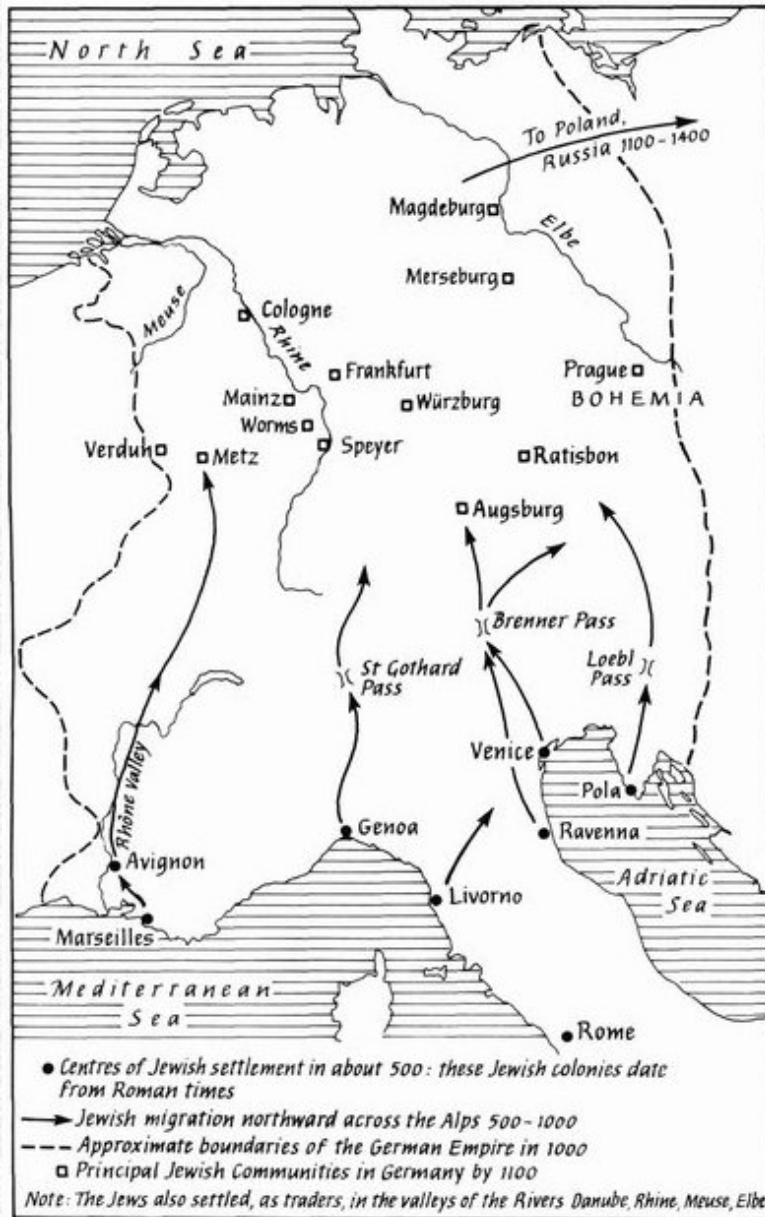 North Sea
To Poland,
Russia 1100-1400
Magdeburg
Elbe
Merseburg
Meuse
Cologne
Rhine
Frankfurt
Prague
BOHEMIA
Mainz
Würzburg
Worms
Verdun
Metz
Speyer
Ratisbon
Augsburg
Brenner Pass
St Gothard
Pass
Loebl
Pass
Venice
Pola
Rhône Valley
Genoa
Ravenna
Avignon
Adriatic
Sea
Livorno
Marseilles
Mediterranean
Sea
Rome
Centres of Jewish settlement in about 500: these Jewish colonies date
from Roman times
Jewish migration northward across the Alps 500-1000
Approximate boundaries of the German Empire in 1000
Principal Jewish Communities in Germany by 1100
Note: The Jews also settled, as traders, in the valleys of the Rivers Danube, Rhine, Meuse, Elbe